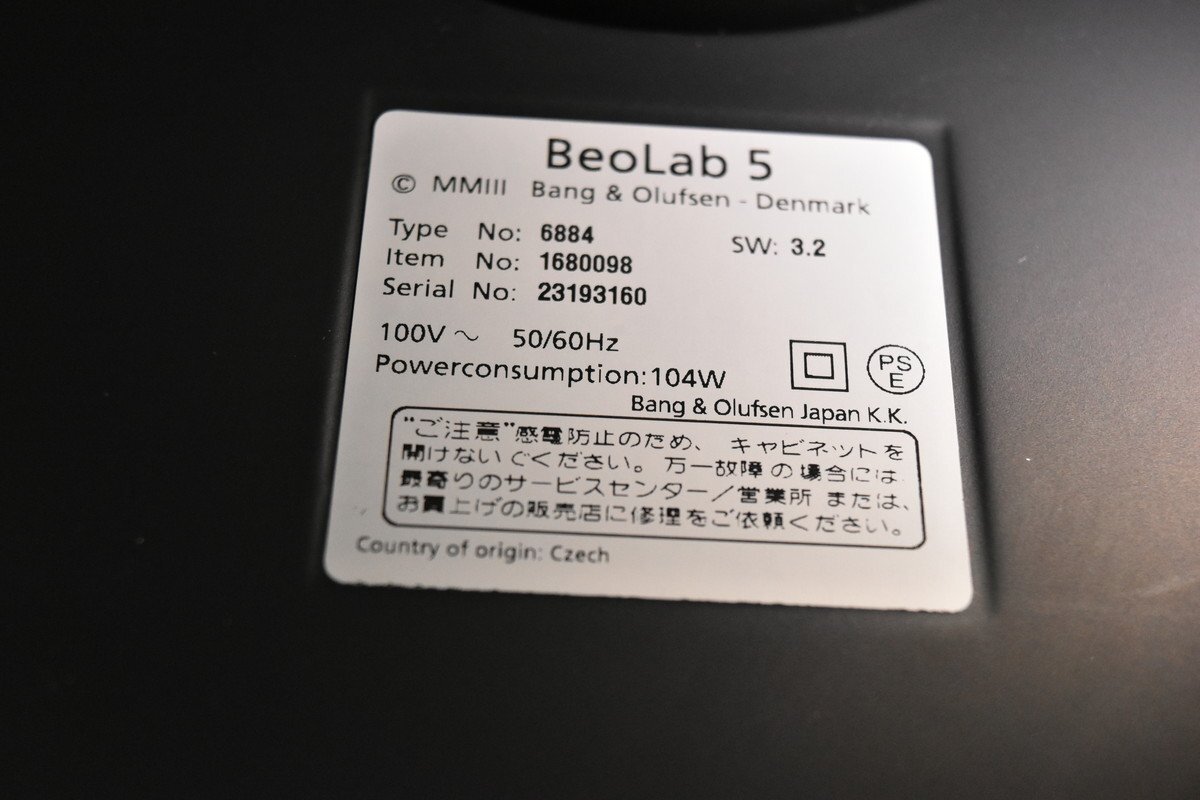 BeoLab 5
© MMIII Bang & Olufsen - Denmark
Type No: 6884 SW: 3.2
Item No: 1680098
Serial No: 23193160
100V ~ 50/60Hz
Powerconsumption:104W
PS
E
Bang & Olufsen Japan K.K.
"ご注意"感電防止のため、 キャビネットを
開けないぐください。万一故障の場合には
最寄りのサービスセンター/営業所 または、
お買上げの販売店に修理をご依頼ください。
Country of origin: Czech